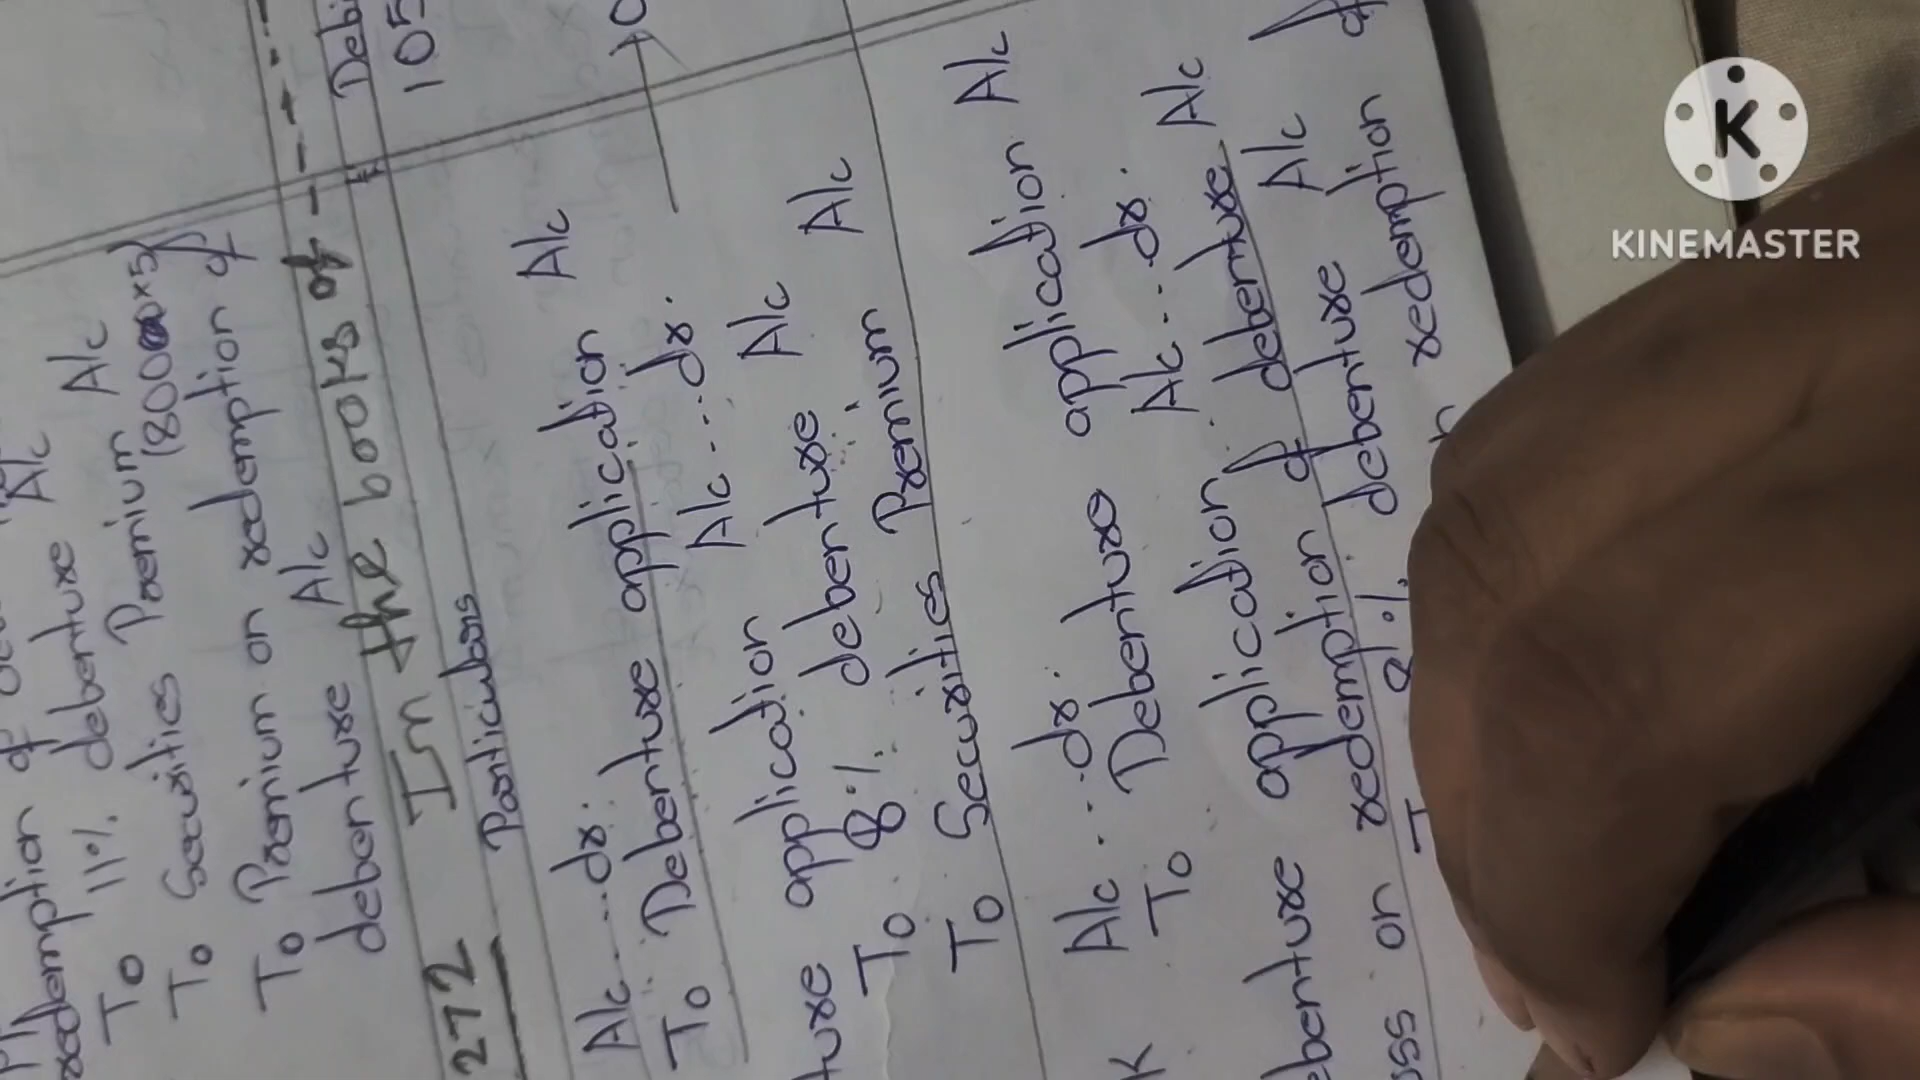 redemption of
To 11% debenture A/c
To Securities Premium A/c
(8000×5)
To Premium on redemption of
debenture A/c
272 In the books of
Particulars
Debi
105
A/c...dr.
To Debenture application A/c
application A/c...dr.
To 8% debenture A/c
To Securities Premium A/c
A/c...dr.
To Debenture application A/c
application A/c...dr.
on redemption of debenture A/c
To 8% debenture A/c
redemption of
KINEMASTER